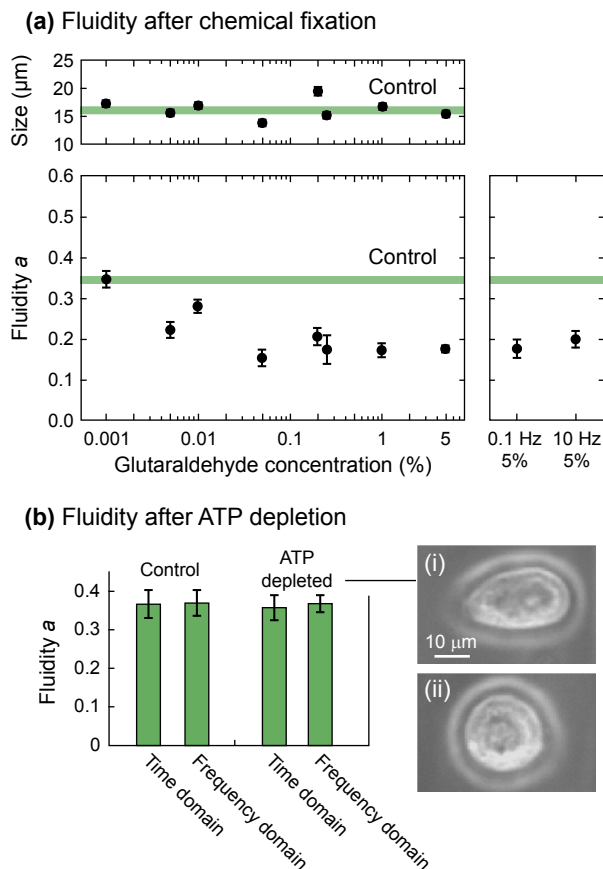 (a) Fluidity after chemical fixation
Size (µm)
25
20
15
10
Control
Fluidity a
0.6
0.5
0.4
0.3
0.2
0.1
0.0
Control
0.001
0.01
0.1
1
5
0.1 Hz
5%
10 Hz
5%
Glutaraldehyde concentration (%)
(b) Fluidity after ATP depletion
Fluidity a
0.4
0.3
0.2
0.1
0
Control
ATP
depleted
Time domain
Frequency domain
Time domain
Frequency domain
(i)
10 µm
(ii)